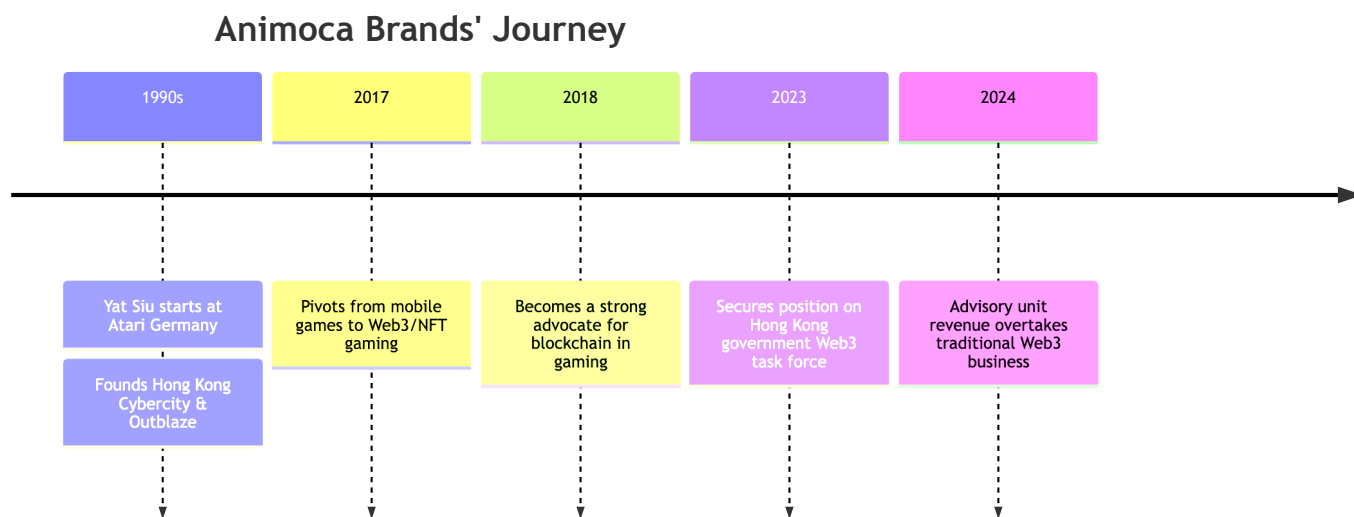 Animoca Brands' Journey
1990s
2017
2018
2023
2024
Yat Siu starts at
Atari Germany
Founds Hong Kong
Cybercity &
Outblaze
Pivots from mobile
games to Web3/NFT
gaming
Becomes a strong
advocate for
blockchain in
gaming
Secures position on
Hong Kong
government Web3
task force
Advisory unit
revenue overtakes
traditional Web3
business